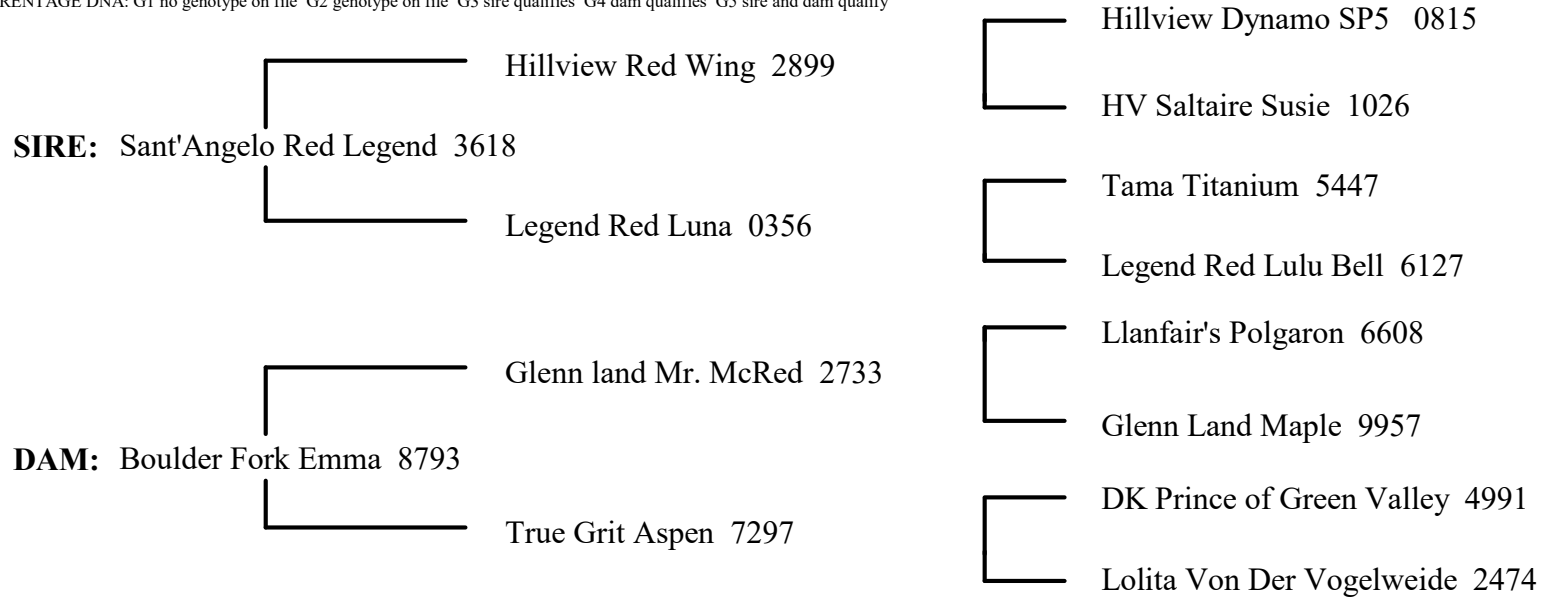 RENTAGE DNA: G1 no genotype on file G2 genotype on file G3 sire qualifies G4 dam qualifies G5 sire and dam qualify
Hillview Dynamo SP5 0815
Hillview Red Wing 2899
HV Saltaire Susie 1026
SIRE: Sant'Angelo Red Legend 3618
Tama Titanium 5447
Legend Red Luna 0356
Legend Red Lulu Bell 6127
Llanfair's Polgaron 6608
Glenn land Mr. McRed 2733
Glenn Land Maple 9957
DAM: Boulder Fork Emma 8793
DK Prince of Green Valley 4991
True Grit Aspen 7297
Lolita Von Der Vogelweide 2474